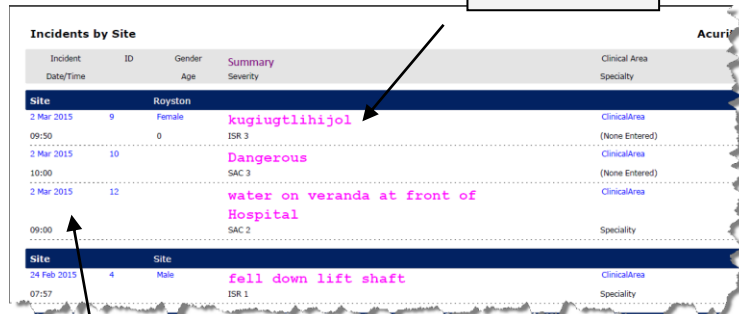 Incidents by Site
Incident ID Gender Summary Clinical Area
Date/Time Age Severity Specialty
Site Royston
2 Mar 2015 9 Female kugiugtlihijol ClinicalArea
09:50 0 ISR 3 (None Entered)
2 Mar 2015 10 Dangerous ClinicalArea
10:00 SAC 3 (None Entered)
2 Mar 2015 12 water on veranda at front of ClinicalArea
Hospital
09:00 SAC 2 Speciality
Site Site
24 Feb 2015 4 Male fell down lift shaft ClinicalArea
07:57 ISR 1 Speciality